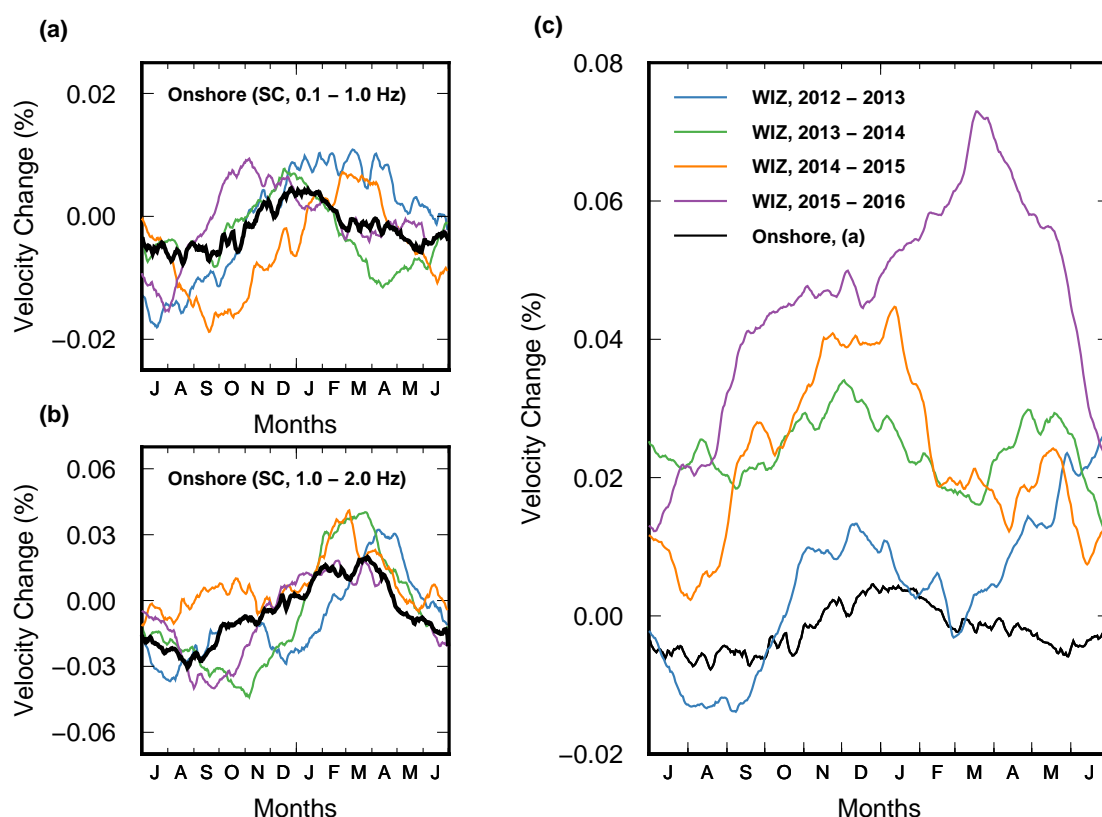 (a)
0.02
0.00
−0.02
Velocity Change (%)
Onshore (SC, 0.1 − 1.0 Hz)
J A S O N D J F M A M J
Months
(b)
0.06
0.03
0.00
−0.03
−0.06
Velocity Change (%)
Onshore (SC, 1.0 − 2.0 Hz)
J A S O N D J F M A M J
Months
(c)
0.08
0.06
0.04
0.02
0.00
−0.02
Velocity Change (%)
WIZ, 2012 − 2013
WIZ, 2013 − 2014
WIZ, 2014 − 2015
WIZ, 2015 − 2016
Onshore, (a)
J A S O N D J F M A M J
Months